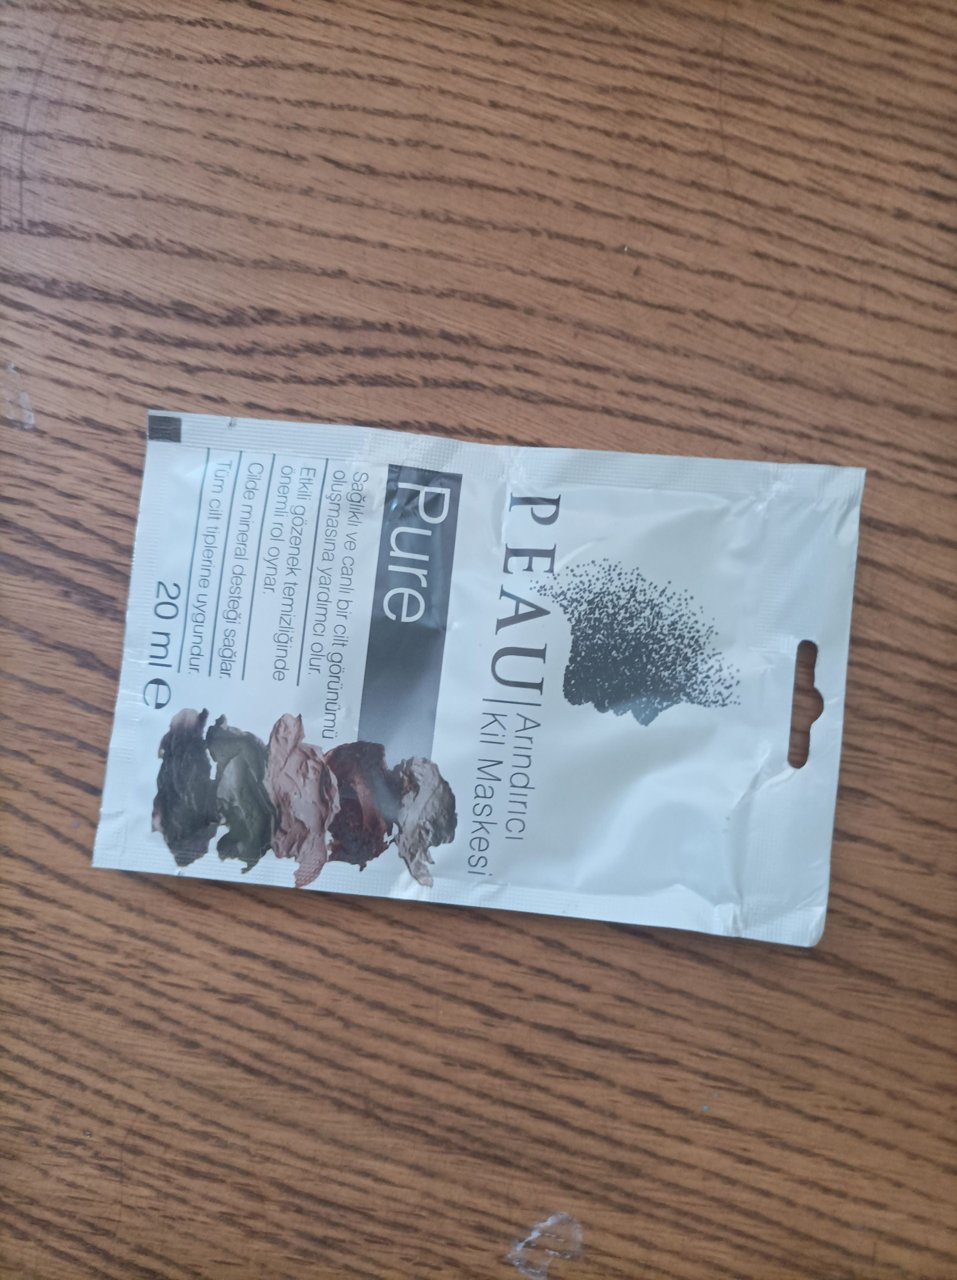 PEAU
Arındırıcı
Kil Maskesi
Pure
Sağlıklı ve canlı bir cilt görünümü
oluşmasına yardımcı olur.
Etkili gözenek temizliğinde
önemli rol oynar.
Cilde mineral desteği sağlar.
Tüm cilt tiplerine uygundur.
20 ml ℮